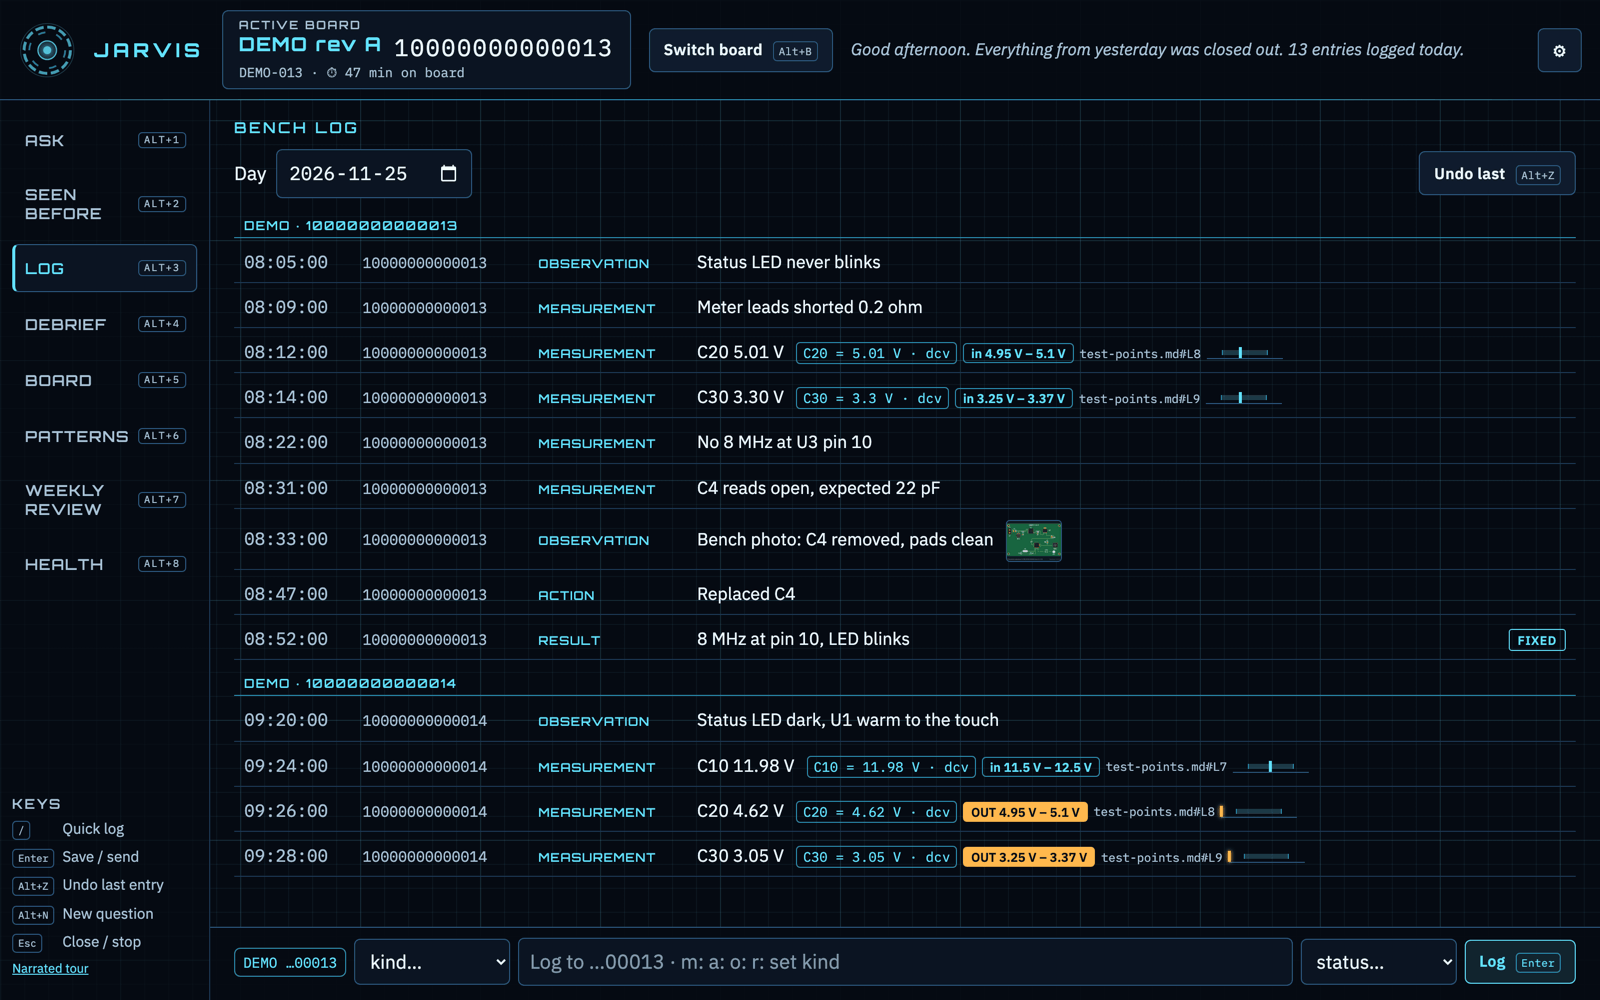 JARVIS
ACTIVE BOARD
DEMO rev A 10000000000013
DEMO-013 · ⏱ 47 min on board
Switch board Alt+B
Good afternoon. Everything from yesterday was closed out. 13 entries logged today.
ASK ALT+1
SEEN BEFORE ALT+2
LOG ALT+3
DEBRIEF ALT+4
BOARD ALT+5
PATTERNS ALT+6
WEEKLY REVIEW ALT+7
HEALTH ALT+8
KEYS
/ Quick log
Enter Save / send
Alt+Z Undo last entry
Alt+N New question
Esc Close / stop
Narrated tour
BENCH LOG
Day 2026-11-25
Undo last Alt+Z
DEMO · 10000000000013
08:05:00 10000000000013 OBSERVATION Status LED never blinks
08:09:00 10000000000013 MEASUREMENT Meter leads shorted 0.2 ohm
08:12:00 10000000000013 MEASUREMENT C20 5.01 V C20 = 5.01 V · dcv in 4.95 V – 5.1 V test-points.md#L8
08:14:00 10000000000013 MEASUREMENT C30 3.30 V C30 = 3.3 V · dcv in 3.25 V – 3.37 V test-points.md#L9
08:22:00 10000000000013 MEASUREMENT No 8 MHz at U3 pin 10
08:31:00 10000000000013 MEASUREMENT C4 reads open, expected 22 pF
08:33:00 10000000000013 OBSERVATION Bench photo: C4 removed, pads clean
08:47:00 10000000000013 ACTION Replaced C4
08:52:00 10000000000013 RESULT 8 MHz at pin 10, LED blinks FIXED
DEMO · 10000000000014
09:20:00 10000000000014 OBSERVATION Status LED dark, U1 warm to the touch
09:24:00 10000000000014 MEASUREMENT C10 11.98 V C10 = 11.98 V · dcv in 11.5 V – 12.5 V test-points.md#L7
09:26:00 10000000000014 MEASUREMENT C20 4.62 V C20 = 4.62 V · dcv OUT 4.95 V – 5.1 V test-points.md#L8
09:28:00 10000000000014 MEASUREMENT C30 3.05 V C30 = 3.05 V · dcv OUT 3.25 V – 3.37 V test-points.md#L9
DEMO …00013 kind... Log to …00013 · m: a: o: r: set kind status... Log Enter